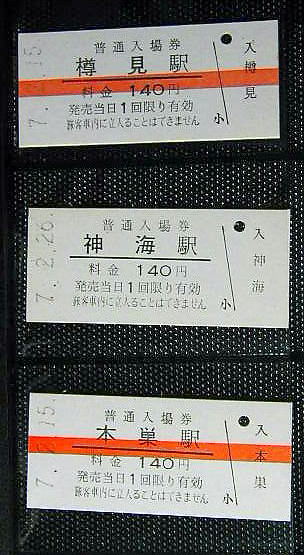 普通入場券
樽見駅
料金 140円
発売当日1回限り有効
旅客車内に立入ることはできません
小
入
樽見
普通入場券
神海駅
料金 140円
発売当日1回限り有効
旅客車内に立入ることはできません
小
入
神海
7. 2.26.
普通入場券
本巣駅
料金 140円
発売当日1回限り有効
旅客車内に立入ることはできません
小
入
本巣